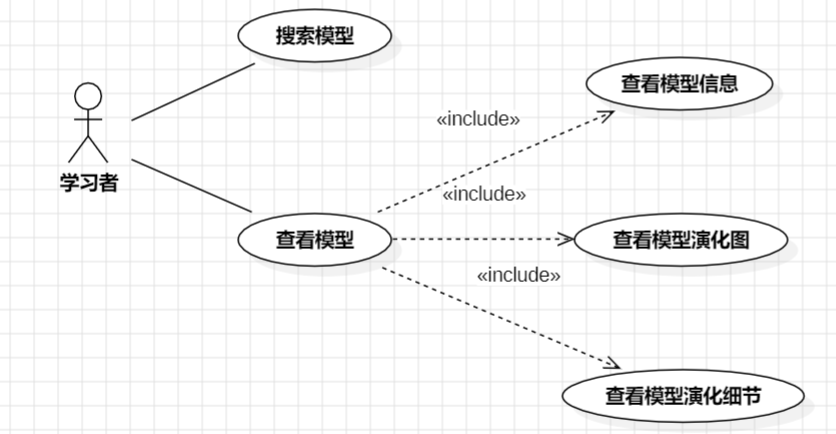 搜索模型
查看模型信息
«include»
学习者
«include»
查看模型
查看模型演化图
«include»
查看模型演化细节